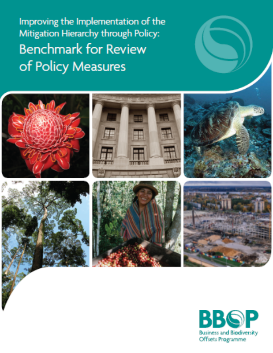 Improving the Implementation of the
Mitigation Hierarchy through Policy:
Benchmark for Review
of Policy Measures
BBOP
Business and Biodiversity
Offsets Programme